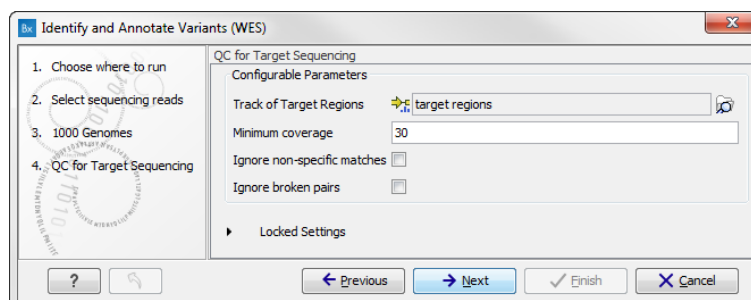 Bx Identify and Annotate Variants (WES)
X
1. Choose where to run
2. Select sequencing reads
3. 1000 Genomes
4. QC for Target Sequencing
QC for Target Sequencing
Configurable Parameters
Track of Target Regions target regions
Minimum coverage 30
Ignore non-specific matches
Ignore broken pairs
Locked Settings
? Previous Next Finish Cancel